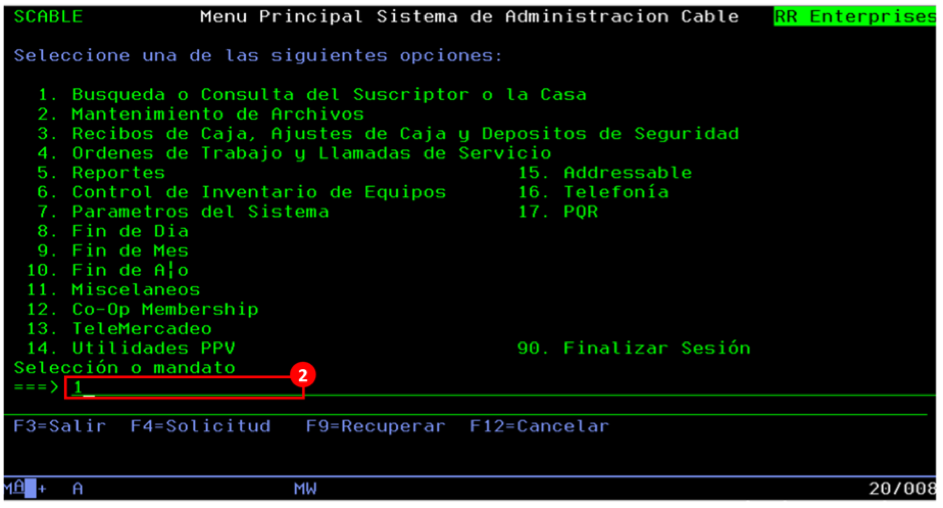 SCABLE Menu Principal Sistema de Administracion Cable RR Enterprises
Seleccione una de las siguientes opciones:
1. Busqueda o Consulta del Suscriptor o la Casa
2. Mantenimiento de Archivos
3. Recibos de Caja, Ajustes de Caja y Depositos de Seguridad
4. Ordenes de Trabajo y Llamadas de Servicio
5. Reportes 15. Addressable
6. Control de Inventario de Equipos 16. Telefonía
7. Parametros del Sistema 17. PQR
8. Fin de Dia
9. Fin de Mes
10. Fin de A¦o
11. Miscelaneos
12. Co-Op Membership
13. TeleMercadeo
14. Utilidades PPV 90. Finalizar Sesión
Selección o mandato
2
===> 1
F3=Salir F4=Solicitud F9=Recuperar F12=Cancelar
MA + A MW 20/008